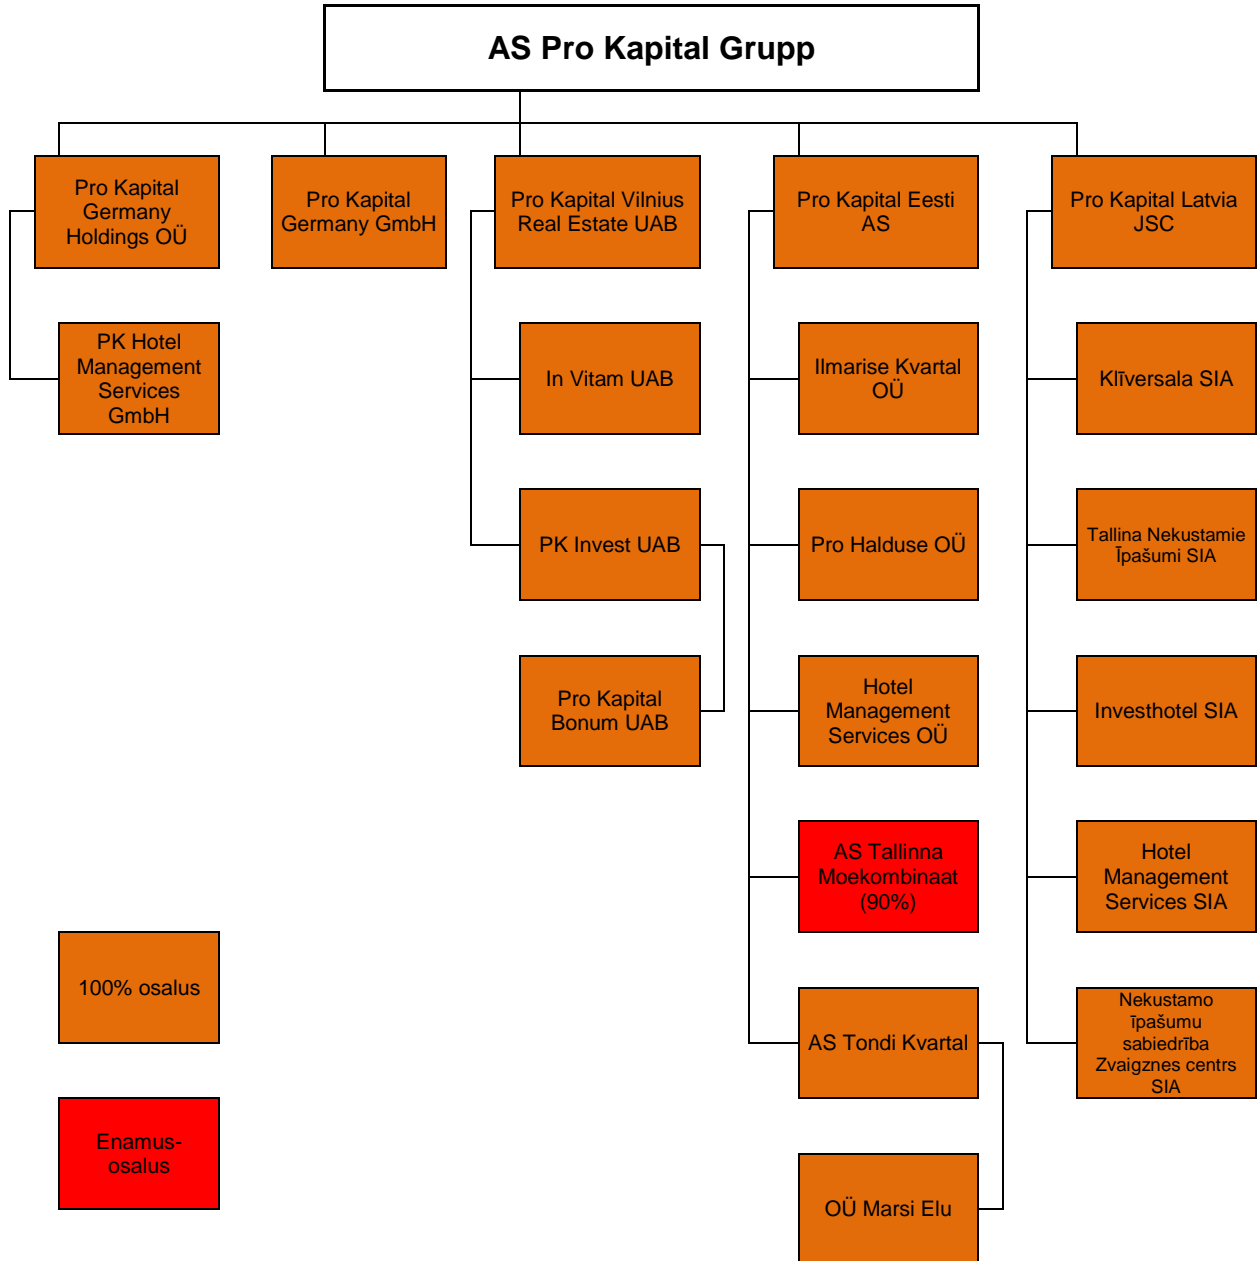 AS Pro Kapital Grupp
Pro Kapital
Germany
Holdings OÜ
Pro Kapital
Germany GmbH
Pro Kapital Vilnius
Real Estate UAB
Pro Kapital Eesti
AS
Pro Kapital Latvia
JSC
PK Hotel
Management
Services
GmbH
In Vitam UAB
Ilmarise Kvartal
OÜ
Klīversala SIA
PK Invest UAB
Pro Halduse OÜ
Tallina Nekustamie
Īpašumi SIA
Pro Kapital
Bonum UAB
Hotel
Management
Services OÜ
Investhotel SIA
AS Tallinna
Moekombinaat
(90%)
Hotel
Management
Services SIA
100% osalus
AS Tondi Kvartal
Nekustamo
īpašumu
sabiedrība
Zvaigznes centrs
SIA
Enamus-
osalus
OÜ Marsi Elu